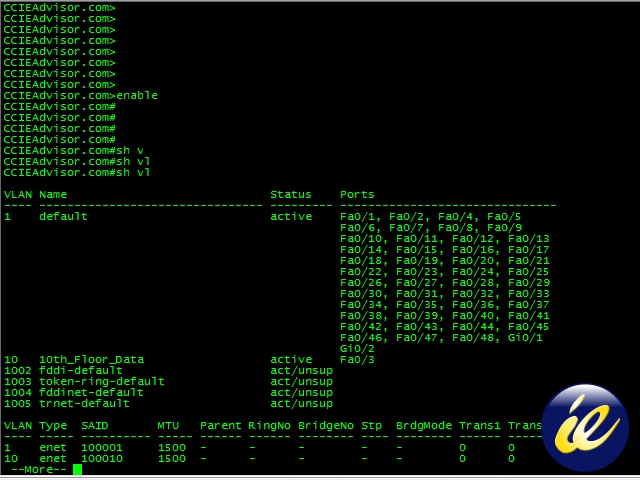 CCIEAdvisor.com>
CCIEAdvisor.com>
CCIEAdvisor.com>
CCIEAdvisor.com>
CCIEAdvisor.com>
CCIEAdvisor.com>
CCIEAdvisor.com>
CCIEAdvisor.com>
CCIEAdvisor.com>enable
CCIEAdvisor.com#
CCIEAdvisor.com#
CCIEAdvisor.com#
CCIEAdvisor.com#
CCIEAdvisor.com#sh v
CCIEAdvisor.com#sh vl
CCIEAdvisor.com#sh vl
VLAN Name Status Ports
---- -------------------------------- --------- -------------------------------
1 default active Fa0/1, Fa0/2, Fa0/4, Fa0/5
Fa0/6, Fa0/7, Fa0/8, Fa0/9
Fa0/10, Fa0/11, Fa0/12, Fa0/13
Fa0/14, Fa0/15, Fa0/16, Fa0/17
Fa0/18, Fa0/19, Fa0/20, Fa0/21
Fa0/22, Fa0/23, Fa0/24, Fa0/25
Fa0/26, Fa0/27, Fa0/28, Fa0/29
Fa0/30, Fa0/31, Fa0/32, Fa0/33
Fa0/34, Fa0/35, Fa0/36, Fa0/37
Fa0/38, Fa0/39, Fa0/40, Fa0/41
Fa0/42, Fa0/43, Fa0/44, Fa0/45
Fa0/46, Fa0/47, Fa0/48, Gi0/1
Gi0/2
10 10th_Floor_Data active Fa0/3
1002 fddi-default act/unsup
1003 token-ring-default act/unsup
1004 fddinet-default act/unsup
1005 trnet-default act/unsup
VLAN Type SAID MTU Parent RingNo BridgeNo Stp BrdgMode Trans1 Trans
---- ----- ---------- ----- ------ ------ -------- ---- -------- ------ -----
1 enet 100001 1500 - - - - - 0 0
10 enet 100010 1500 - - - - - 0 0
--More--
ie